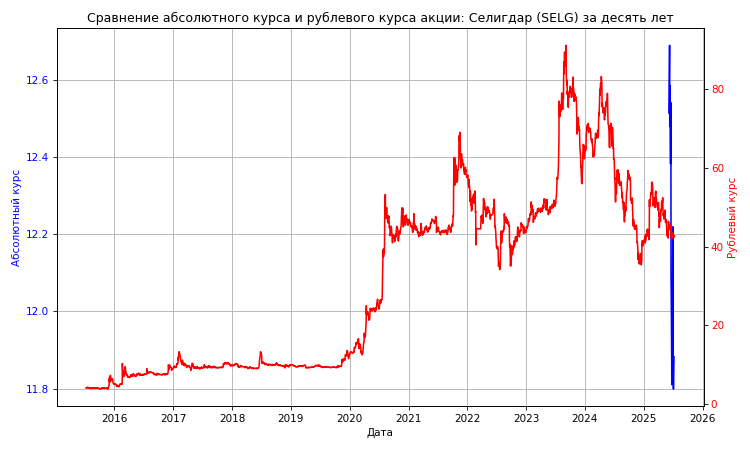 Сравнение абсолютного курса и рублевого курса акции: Селигдар (SELG) за десять лет
12.6
12.4
12.2
12.0
11.8
Абсолютный курс
80
60
40
20
0
Рублевый курс
2016 2017 2018 2019 2020 2021 2022 2023 2024 2025 2026
Дата